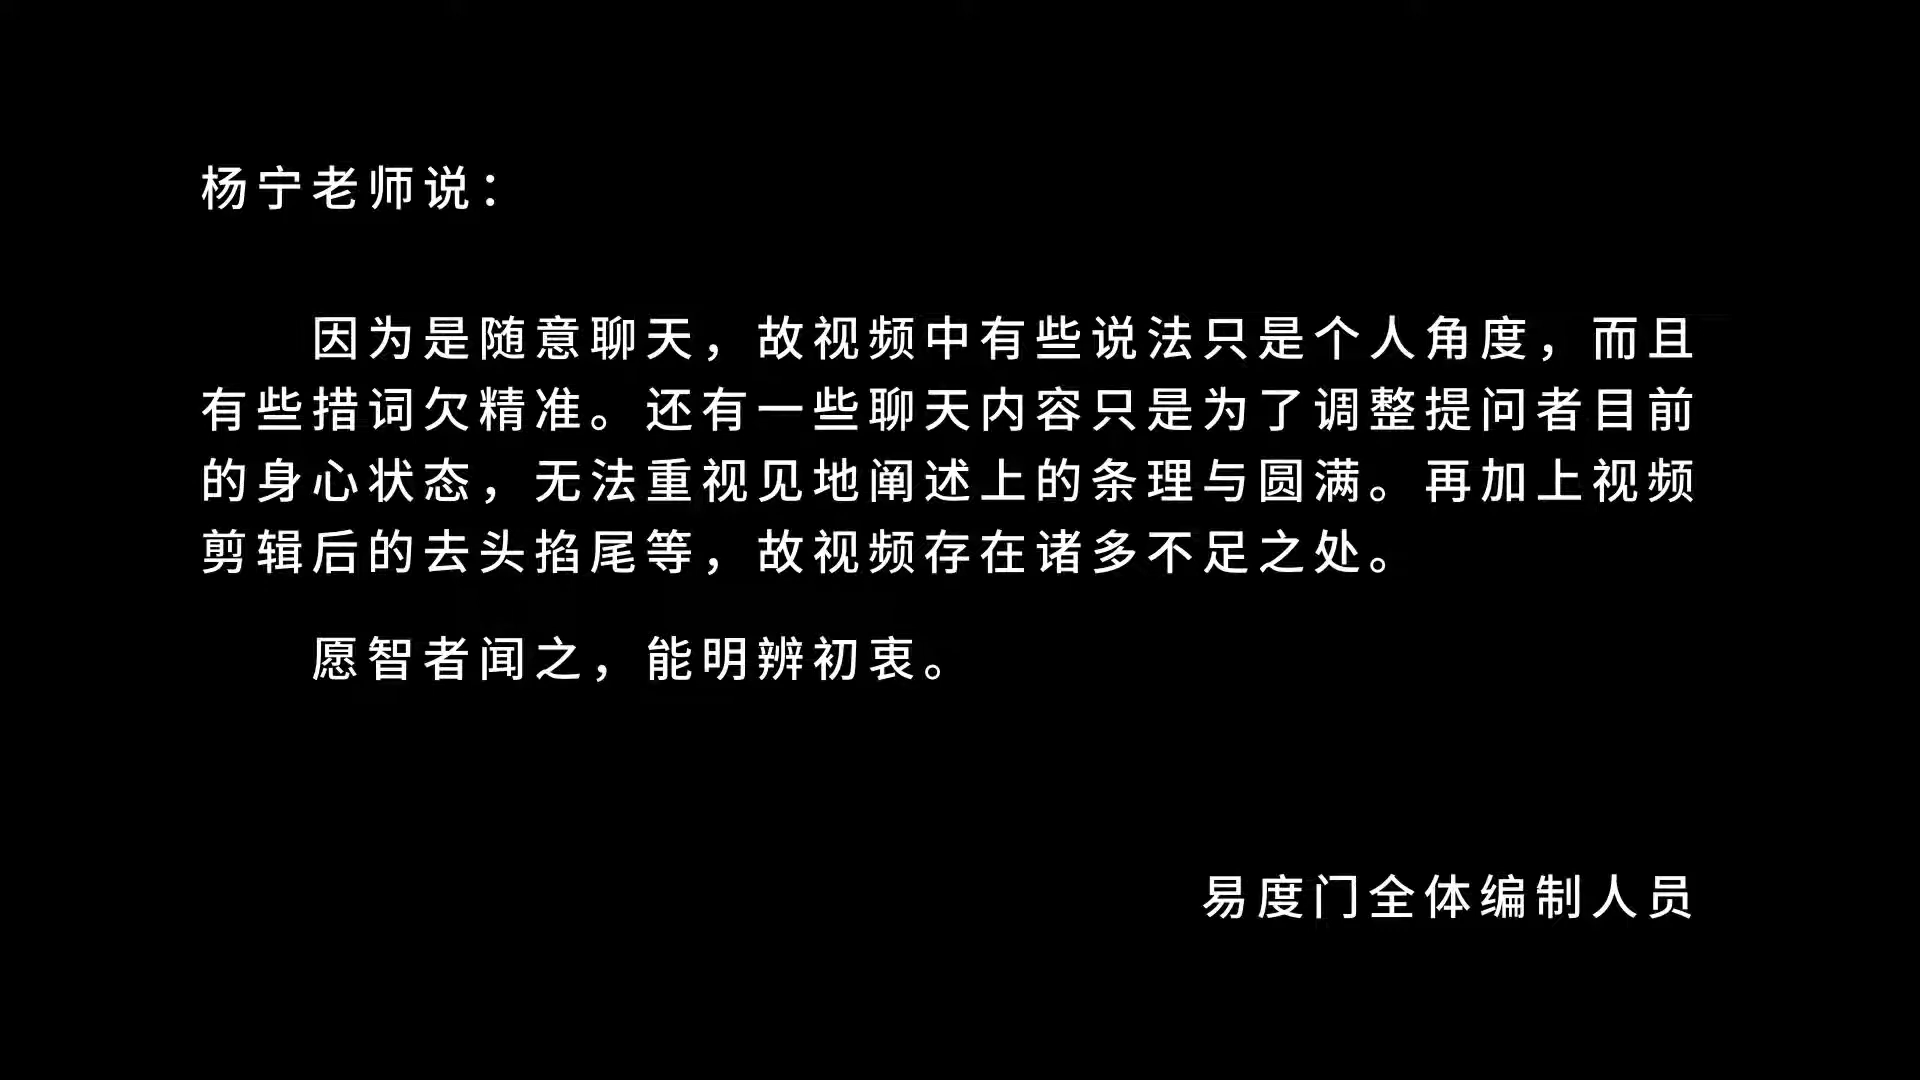 杨宁老师说：
因为是随意聊天，故视频中有些说法只是个人角度，而且
有些措词欠精准。还有一些聊天内容只是为了调整提问者目前
的身心状态，无法重视见地阐述上的条理与圆满。再加上视频
剪辑后的去头掐尾等，故视频存在诸多不足之处。
愿智者闻之，能明辨初衷。
易度门全体编制人员